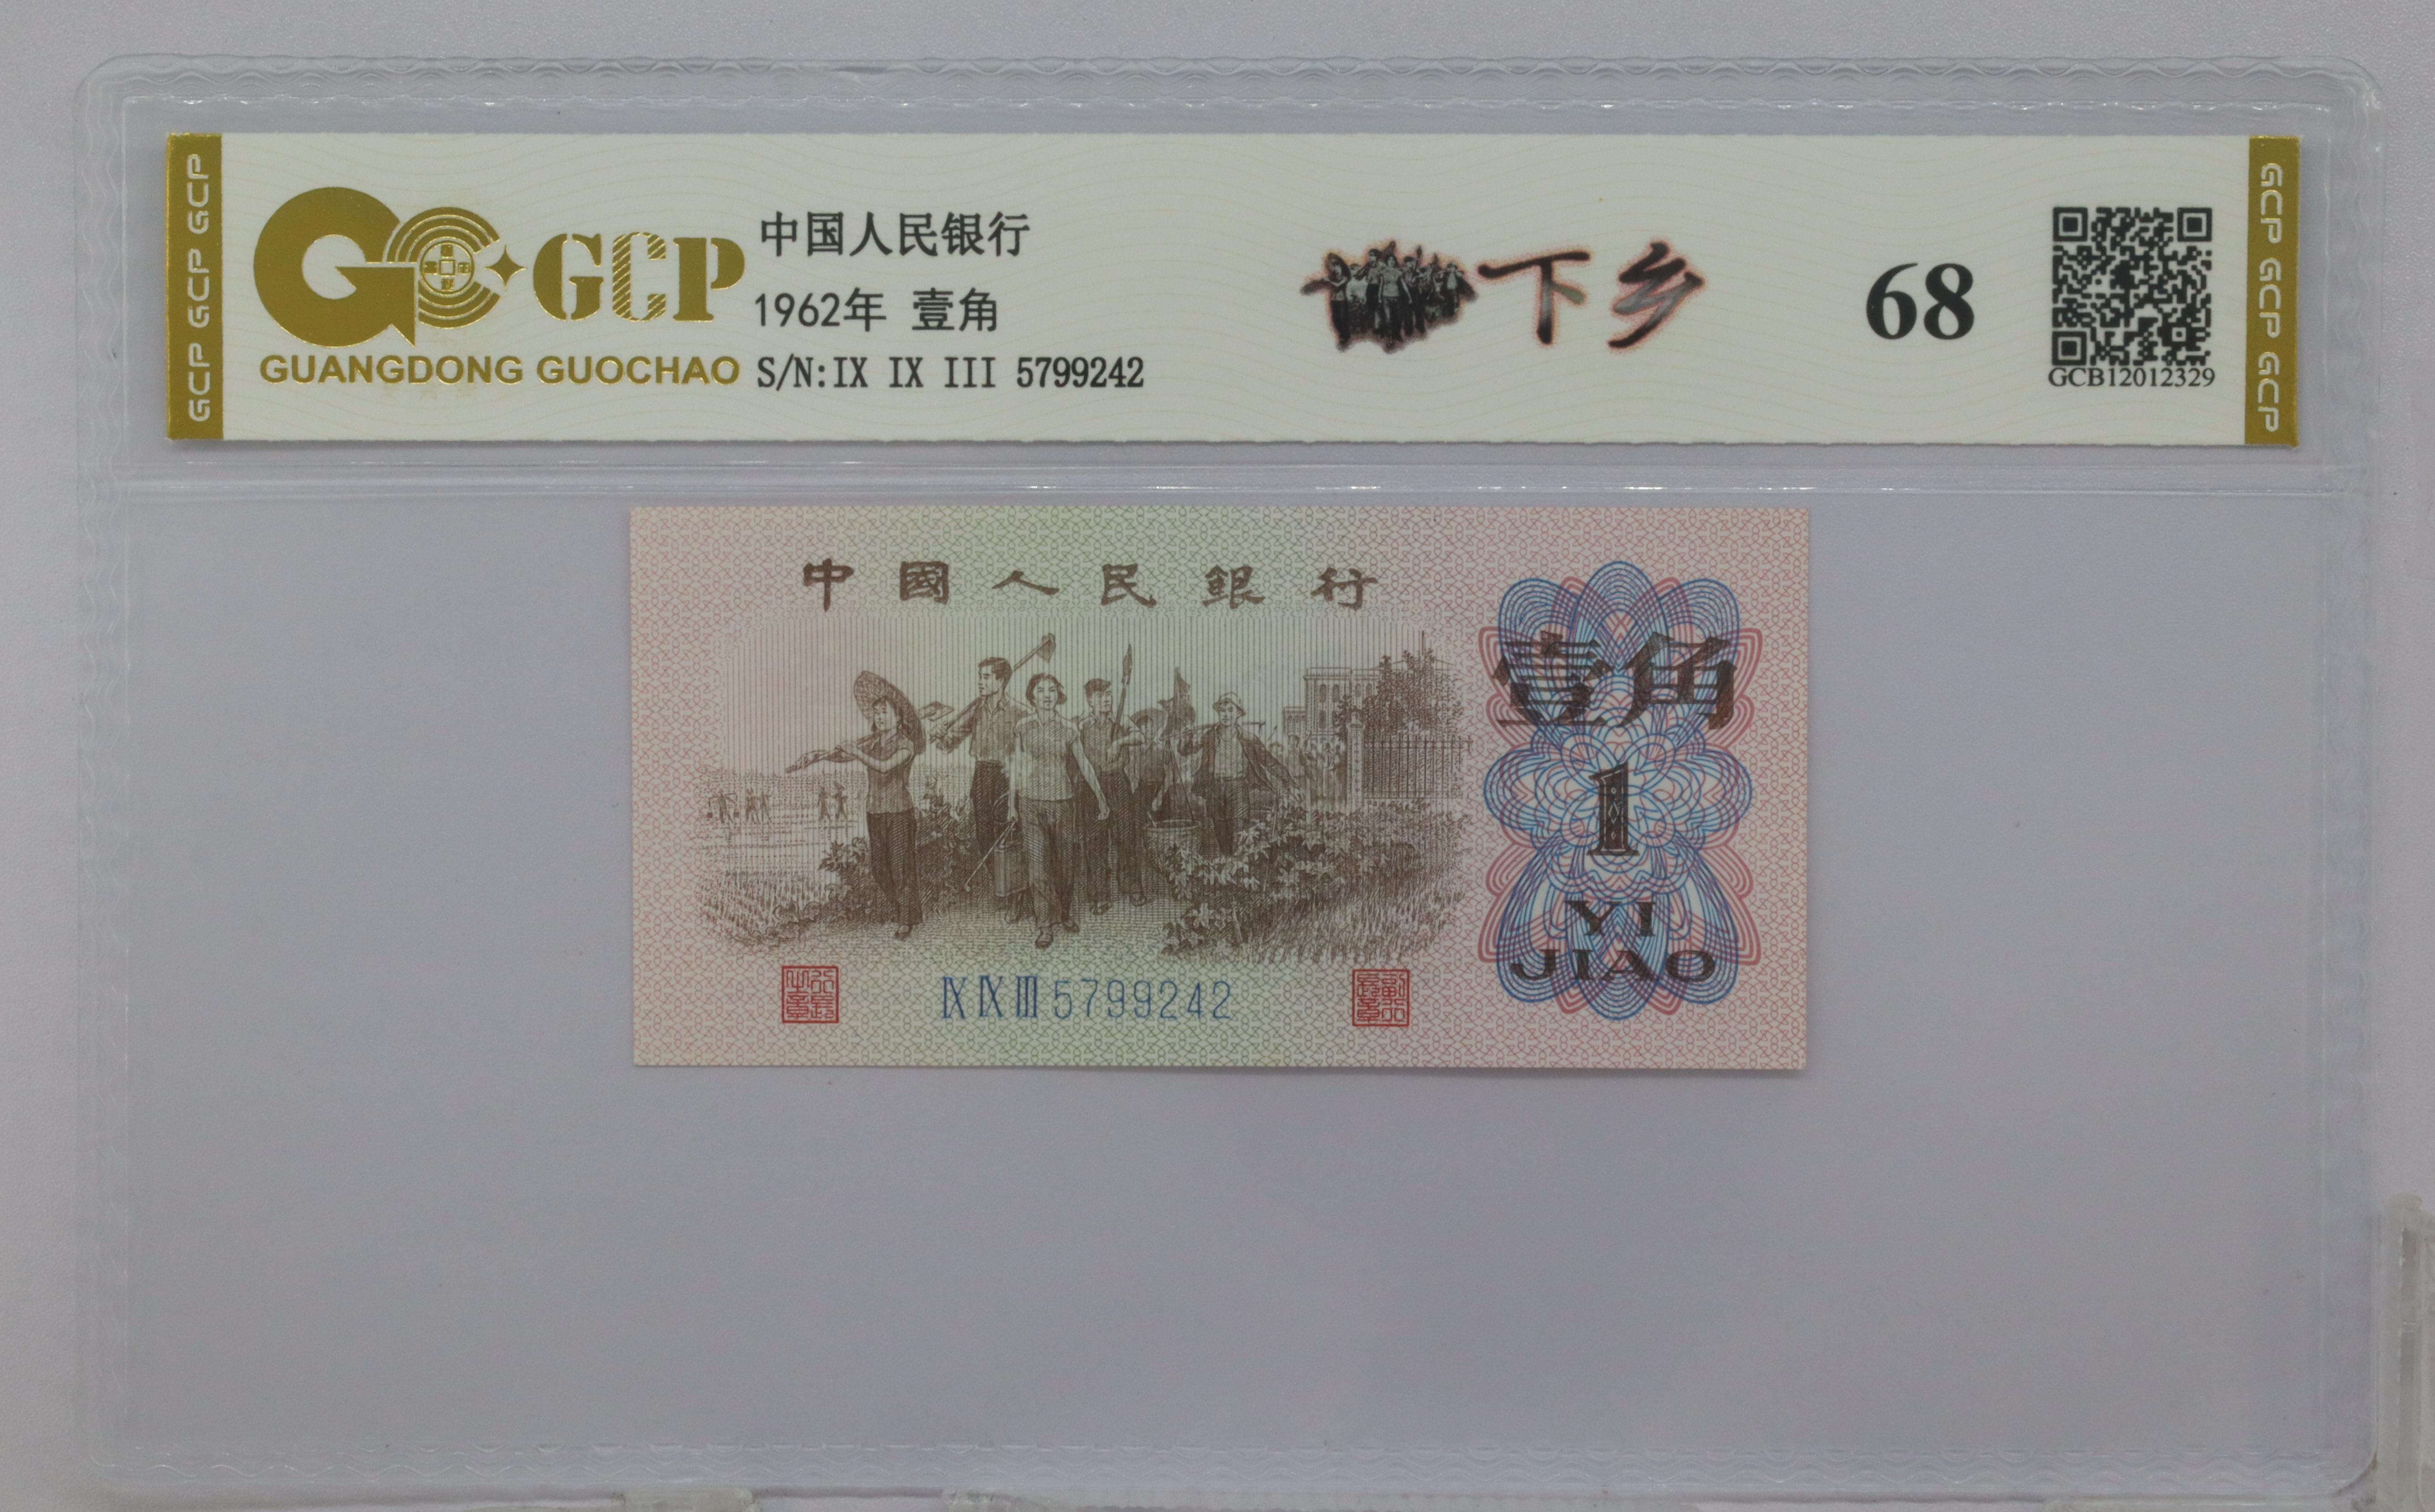 GCP GCP GCP
GCP
GUANGDONG GUOCHAO
中国人民银行
1962年 壹角
S/N:IX IX III 5799242
下乡
68
GCB12012329
GCP GCP GCP
中國人民銀行
壹角
1
YI
JIAO
IX IX III 5799242